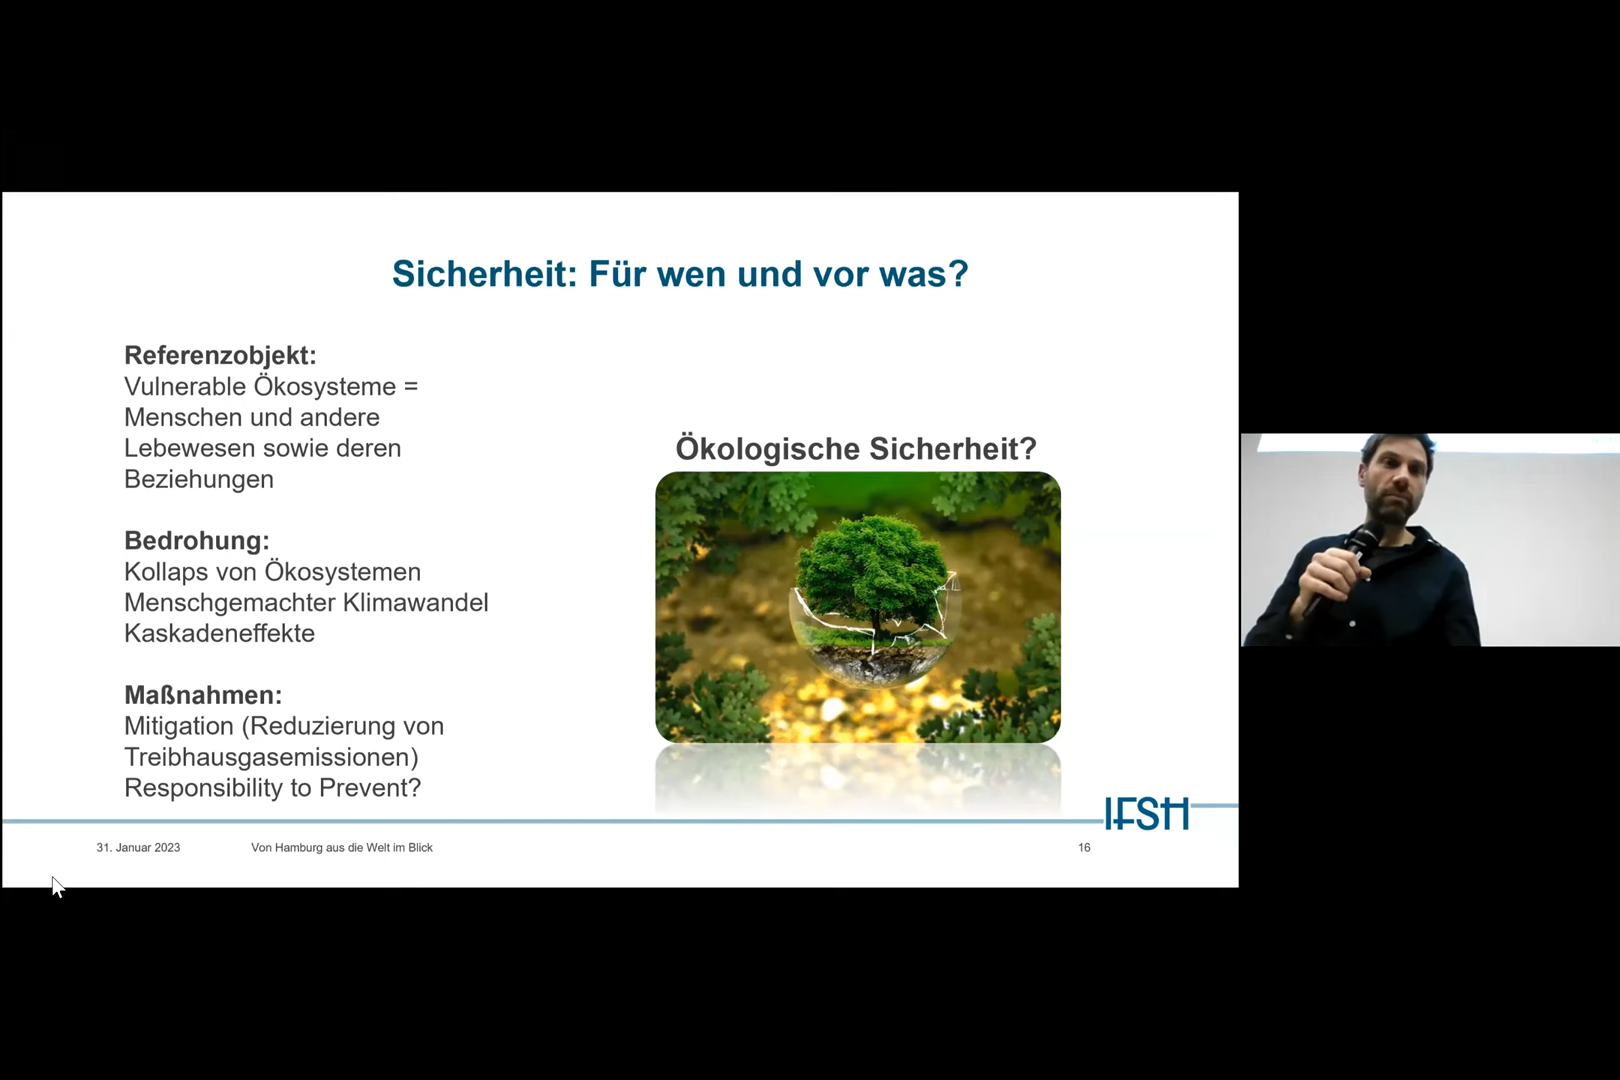 Sicherheit: Für wen und vor was?
Referenzobjekt:
Vulnerable Ökosysteme =
Menschen und andere
Lebewesen sowie deren
Beziehungen
Bedrohung:
Kollaps von Ökosystemen
Menschgemachter Klimawandel
Kaskadeneffekte
Maßnahmen:
Mitigation (Reduzierung von
Treibhausgasemissionen)
Responsibility to Prevent?
Ökologische Sicherheit?
IFSH
31. Januar 2023
Von Hamburg aus die Welt im Blick
16